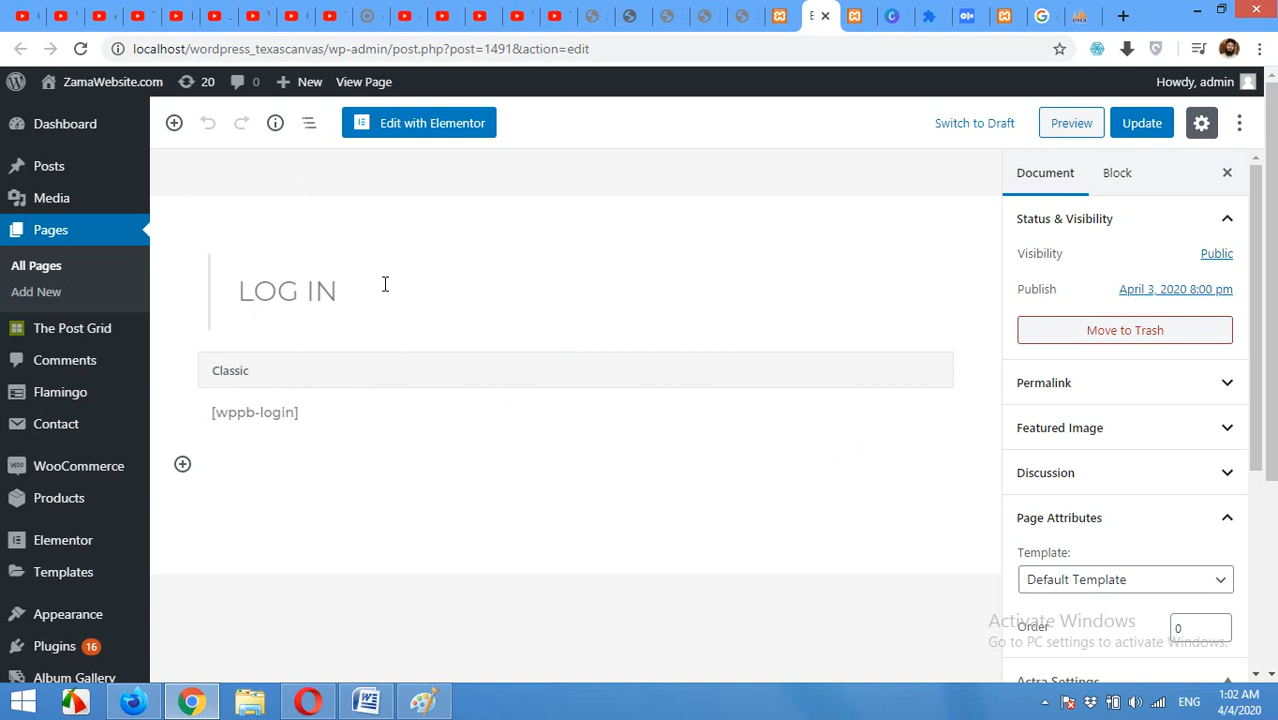 localhost/wordpress_texascanvas/wp-admin/post.php?post=1491&action=edit
ZamaWebsite.com 20 0 New View Page Howdy, admin
Dashboard
Posts
Media
Pages
All Pages
Add New
The Post Grid
Comments
Flamingo
Contact
WooCommerce
Products
Elementor
Templates
Appearance
Plugins 16
Album Gallery
Edit with Elementor
Switch to Draft Preview Update
LOG IN
Classic
[wppb-login]
Document Block
Status & Visibility
Visibility Public
Publish April 3, 2020 8:00 pm
Move to Trash
Permalink
Featured Image
Discussion
Page Attributes
Template:
Default Template
Order 0
Astra Settings
Activate Windows
Go to PC settings to activate Windows.
ENG
1:02 AM
4/4/2020